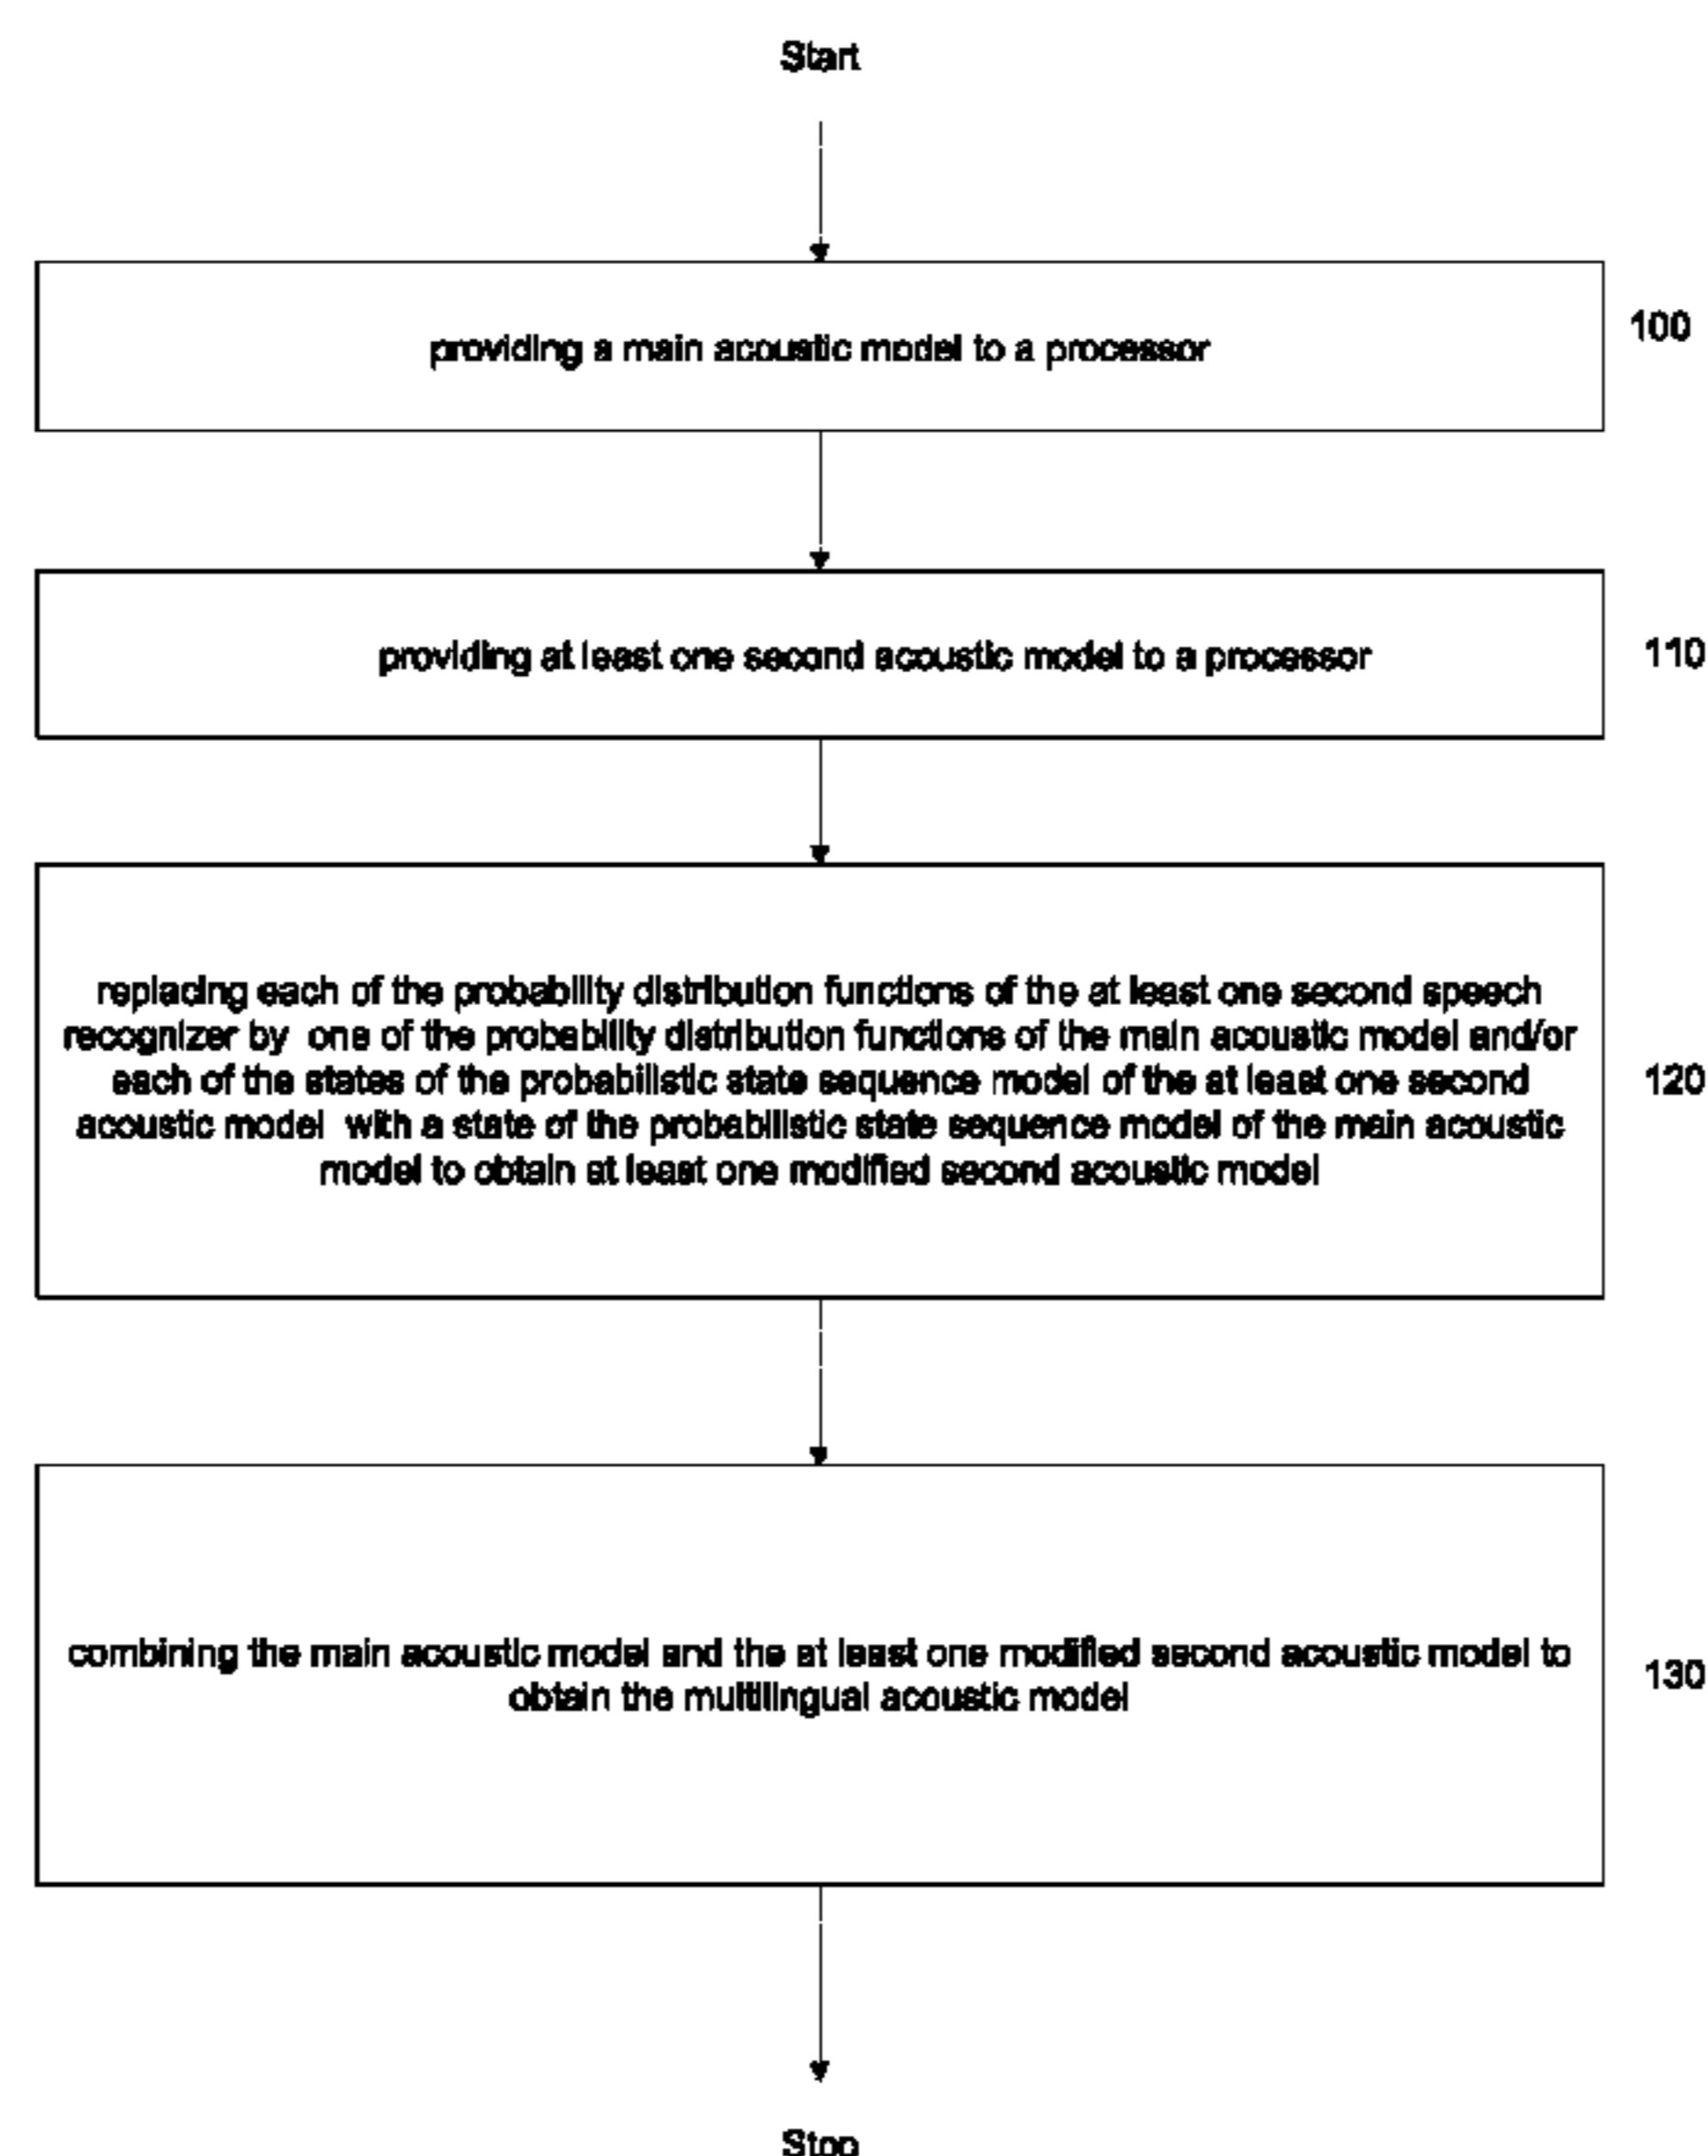 Start
providing a main acoustic model to a processor
100
providing at least one second acoustic model to a processor
110
replacing each of the probability distribution functions of the at least one second speech
recognizer by one of the probability distribution functions of the main acoustic model and/or
each of the states of the probabilistic state sequence model of the at least one second
acoustic model with a state of the probabilistic state sequence model of the main acoustic
model to obtain at least one modified second acoustic model
120
combining the main acoustic model and the at least one modified second acoustic model to
obtain the multilingual acoustic model
130
Stop